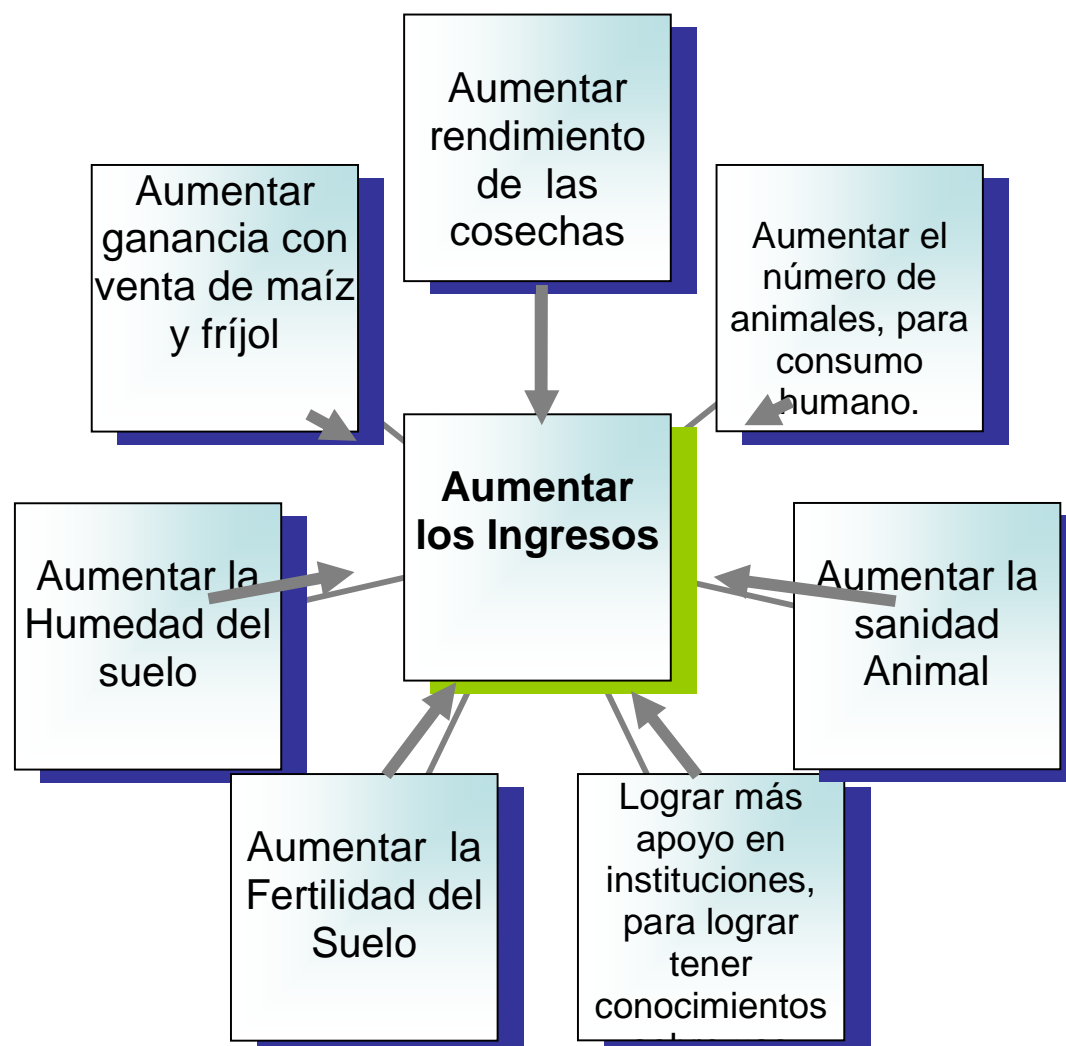 Aumentar
rendimiento
de las
cosechas
Aumentar
ganancia con
venta de maíz
y fríjol
Aumentar el
número de
animales, para
consumo
humano.
Aumentar
los Ingresos
Aumentar la
Humedad del
suelo
Aumentar la
sanidad
Animal
Aumentar la
Fertilidad del
Suelo
Lograr más
apoyo en
instituciones,
para lograr
tener
conocimientos